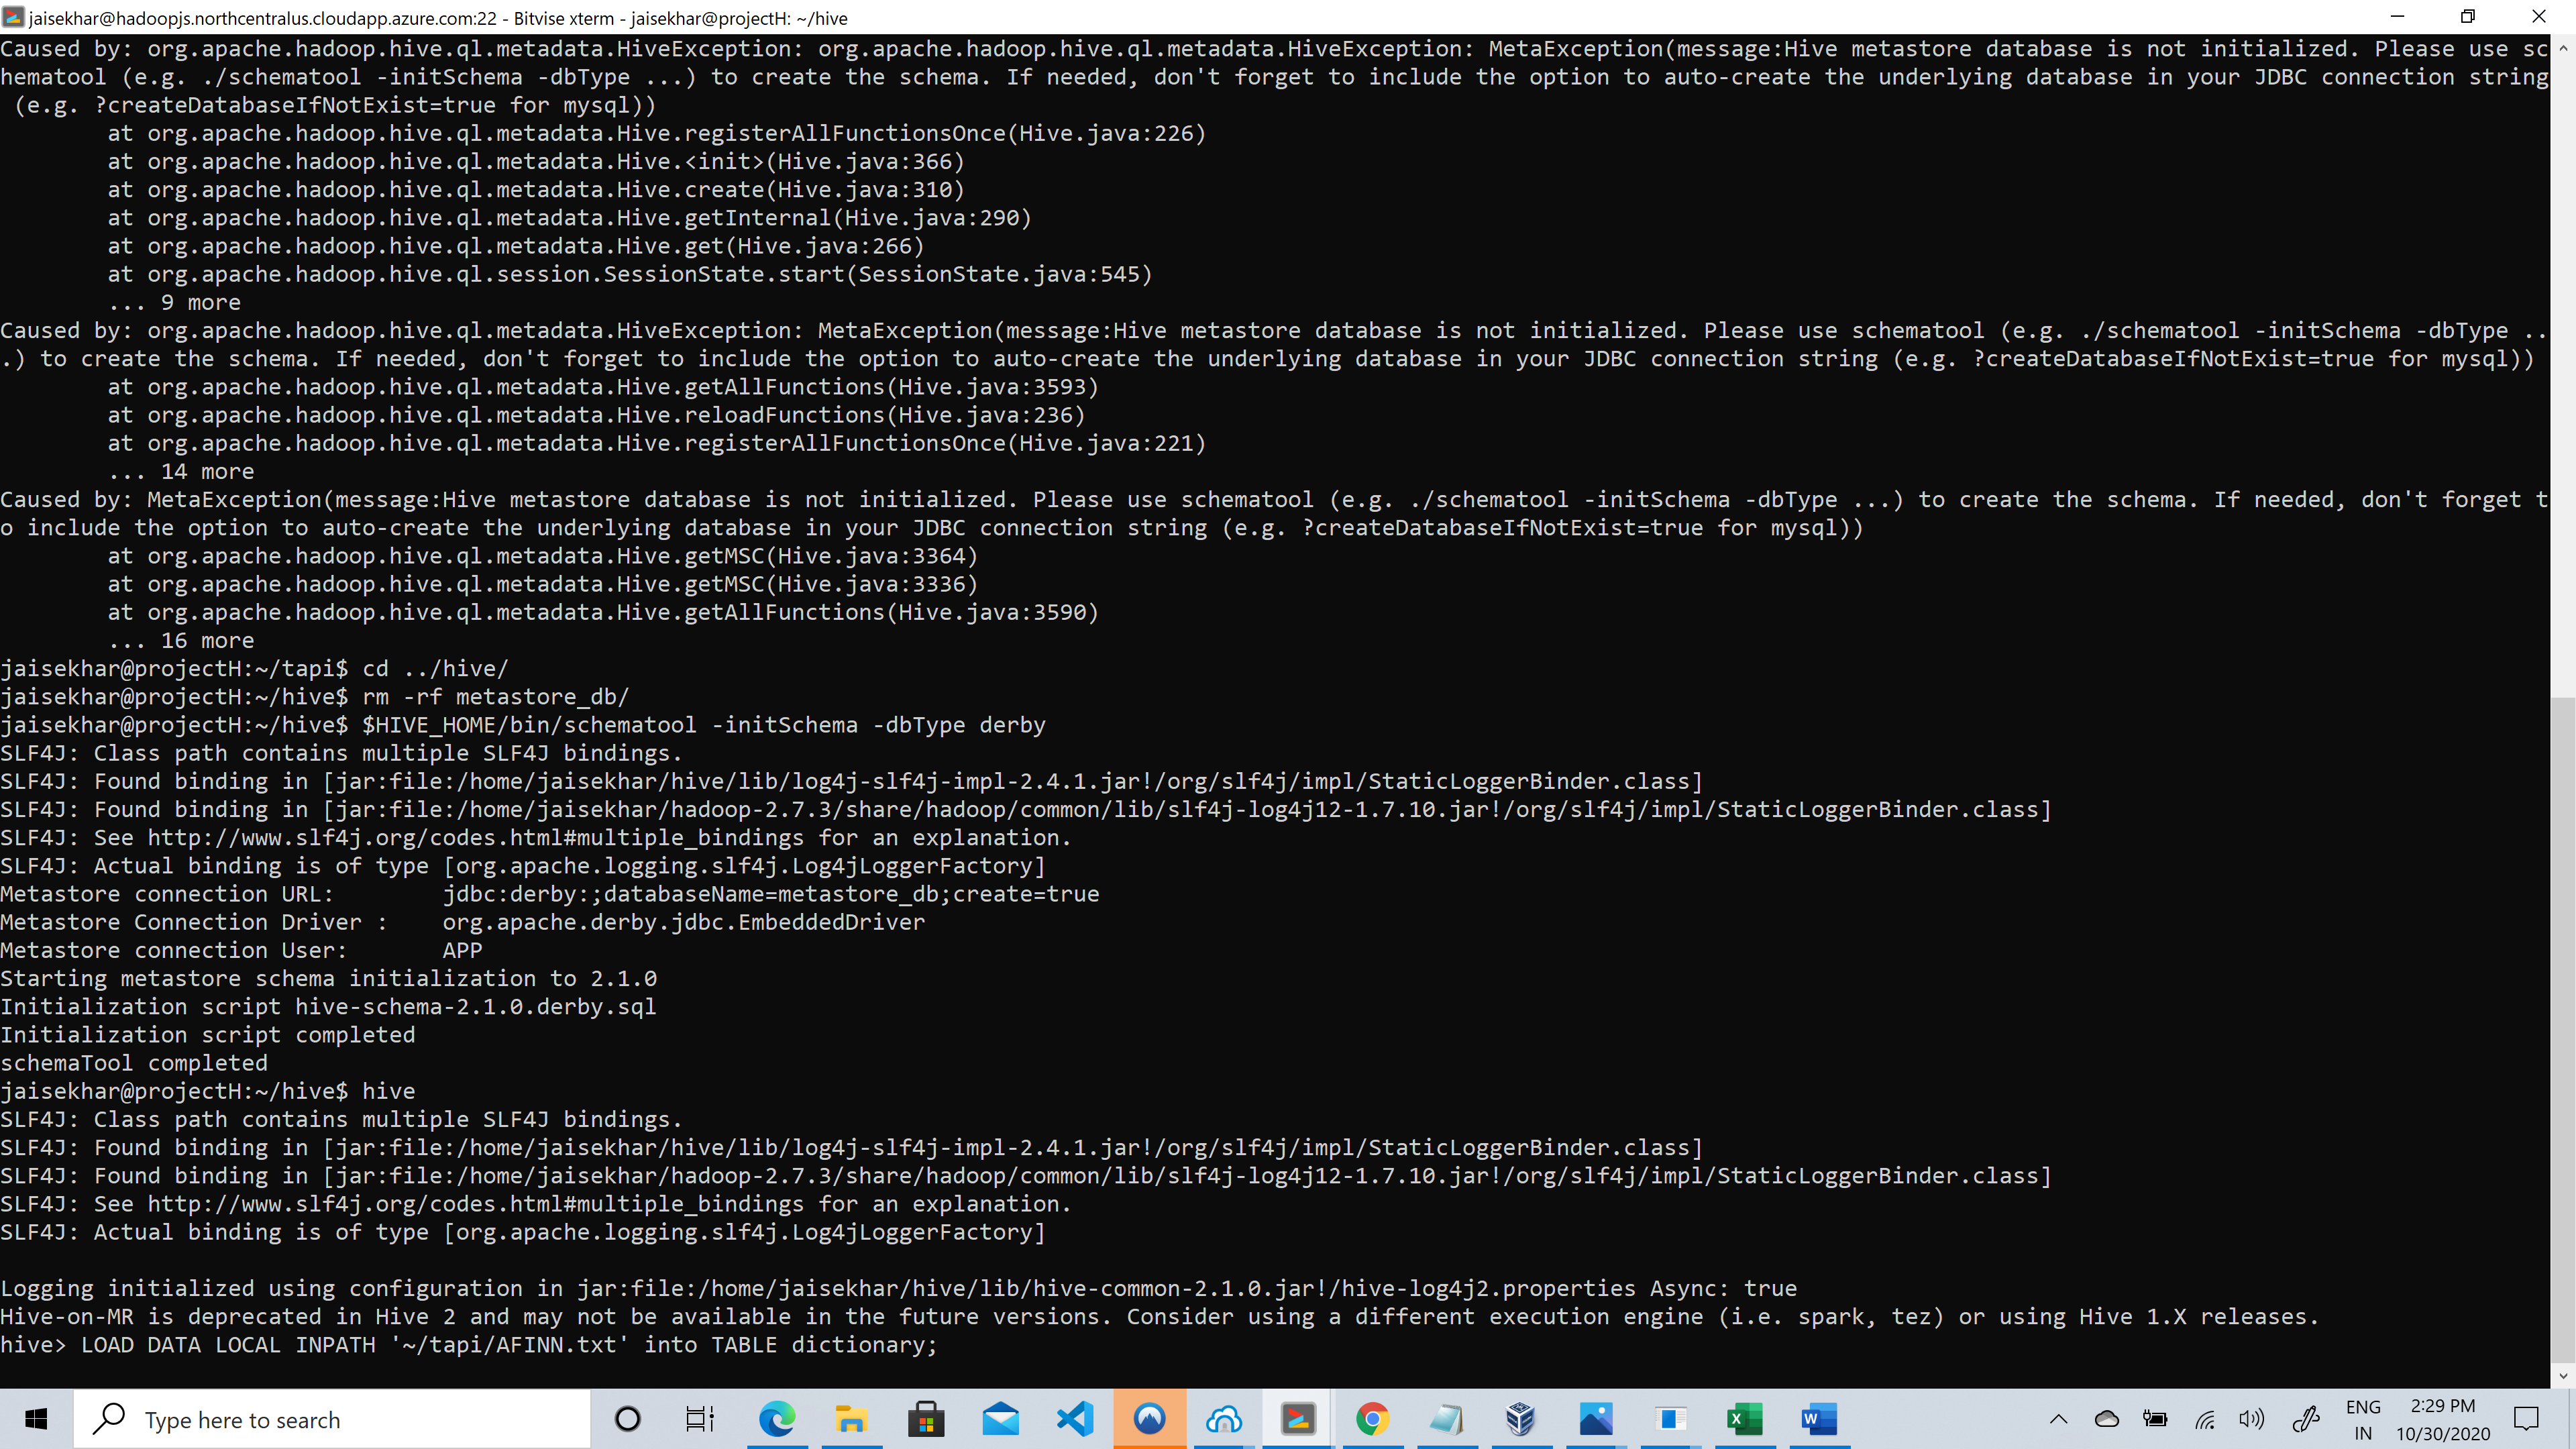 jaisekhar@hadoopjs.northcentralus.cloudapp.azure.com:22 - Bitvise xterm - jaisekhar@projectH: ~/hive
Caused by: org.apache.hadoop.hive.ql.metadata.HiveException: org.apache.hadoop.hive.ql.metadata.HiveException: MetaException(message:Hive metastore database is not initialized. Please use sc
hematool (e.g. ./schematool -initSchema -dbType ...) to create the schema. If needed, don't forget to include the option to auto-create the underlying database in your JDBC connection string
 (e.g. ?createDatabaseIfNotExist=true for mysql))
        at org.apache.hadoop.hive.ql.metadata.Hive.registerAllFunctionsOnce(Hive.java:226)
        at org.apache.hadoop.hive.ql.metadata.Hive.<init>(Hive.java:366)
        at org.apache.hadoop.hive.ql.metadata.Hive.create(Hive.java:310)
        at org.apache.hadoop.hive.ql.metadata.Hive.getInternal(Hive.java:290)
        at org.apache.hadoop.hive.ql.metadata.Hive.get(Hive.java:266)
        at org.apache.hadoop.hive.ql.session.SessionState.start(SessionState.java:545)
        ... 9 more
Caused by: org.apache.hadoop.hive.ql.metadata.HiveException: MetaException(message:Hive metastore database is not initialized. Please use schematool (e.g. ./schematool -initSchema -dbType ..
.) to create the schema. If needed, don't forget to include the option to auto-create the underlying database in your JDBC connection string (e.g. ?createDatabaseIfNotExist=true for mysql))
        at org.apache.hadoop.hive.ql.metadata.Hive.getAllFunctions(Hive.java:3593)
        at org.apache.hadoop.hive.ql.metadata.Hive.reloadFunctions(Hive.java:236)
        at org.apache.hadoop.hive.ql.metadata.Hive.registerAllFunctionsOnce(Hive.java:221)
        ... 14 more
Caused by: MetaException(message:Hive metastore database is not initialized. Please use schematool (e.g. ./schematool -initSchema -dbType ...) to create the schema. If needed, don't forget t
o include the option to auto-create the underlying database in your JDBC connection string (e.g. ?createDatabaseIfNotExist=true for mysql))
        at org.apache.hadoop.hive.ql.metadata.Hive.getMSC(Hive.java:3364)
        at org.apache.hadoop.hive.ql.metadata.Hive.getMSC(Hive.java:3336)
        at org.apache.hadoop.hive.ql.metadata.Hive.getAllFunctions(Hive.java:3590)
        ... 16 more
jaisekhar@projectH:~/tapi$ cd ../hive/
jaisekhar@projectH:~/hive$ rm -rf metastore_db/
jaisekhar@projectH:~/hive$ $HIVE_HOME/bin/schematool -initSchema -dbType derby
SLF4J: Class path contains multiple SLF4J bindings.
SLF4J: Found binding in [jar:file:/home/jaisekhar/hive/lib/log4j-slf4j-impl-2.4.1.jar!/org/slf4j/impl/StaticLoggerBinder.class]
SLF4J: Found binding in [jar:file:/home/jaisekhar/hadoop-2.7.3/share/hadoop/common/lib/slf4j-log4j12-1.7.10.jar!/org/slf4j/impl/StaticLoggerBinder.class]
SLF4J: See http://www.slf4j.org/codes.html#multiple_bindings for an explanation.
SLF4J: Actual binding is of type [org.apache.logging.slf4j.Log4jLoggerFactory]
Metastore connection URL:        jdbc:derby:;databaseName=metastore_db;create=true
Metastore Connection Driver :    org.apache.derby.jdbc.EmbeddedDriver
Metastore connection User:       APP
Starting metastore schema initialization to 2.1.0
Initialization script hive-schema-2.1.0.derby.sql
Initialization script completed
schemaTool completed
jaisekhar@projectH:~/hive$ hive
SLF4J: Class path contains multiple SLF4J bindings.
SLF4J: Found binding in [jar:file:/home/jaisekhar/hive/lib/log4j-slf4j-impl-2.4.1.jar!/org/slf4j/impl/StaticLoggerBinder.class]
SLF4J: Found binding in [jar:file:/home/jaisekhar/hadoop-2.7.3/share/hadoop/common/lib/slf4j-log4j12-1.7.10.jar!/org/slf4j/impl/StaticLoggerBinder.class]
SLF4J: See http://www.slf4j.org/codes.html#multiple_bindings for an explanation.
SLF4J: Actual binding is of type [org.apache.logging.slf4j.Log4jLoggerFactory]

Logging initialized using configuration in jar:file:/home/jaisekhar/hive/lib/hive-common-2.1.0.jar!/hive-log4j2.properties Async: true
Hive-on-MR is deprecated in Hive 2 and may not be available in the future versions. Consider using a different execution engine (i.e. spark, tez) or using Hive 1.X releases.
hive> LOAD DATA LOCAL INPATH '~/tapi/AFINN.txt' into TABLE dictionary;
Type here to search
ENG
IN
2:29 PM
10/30/2020